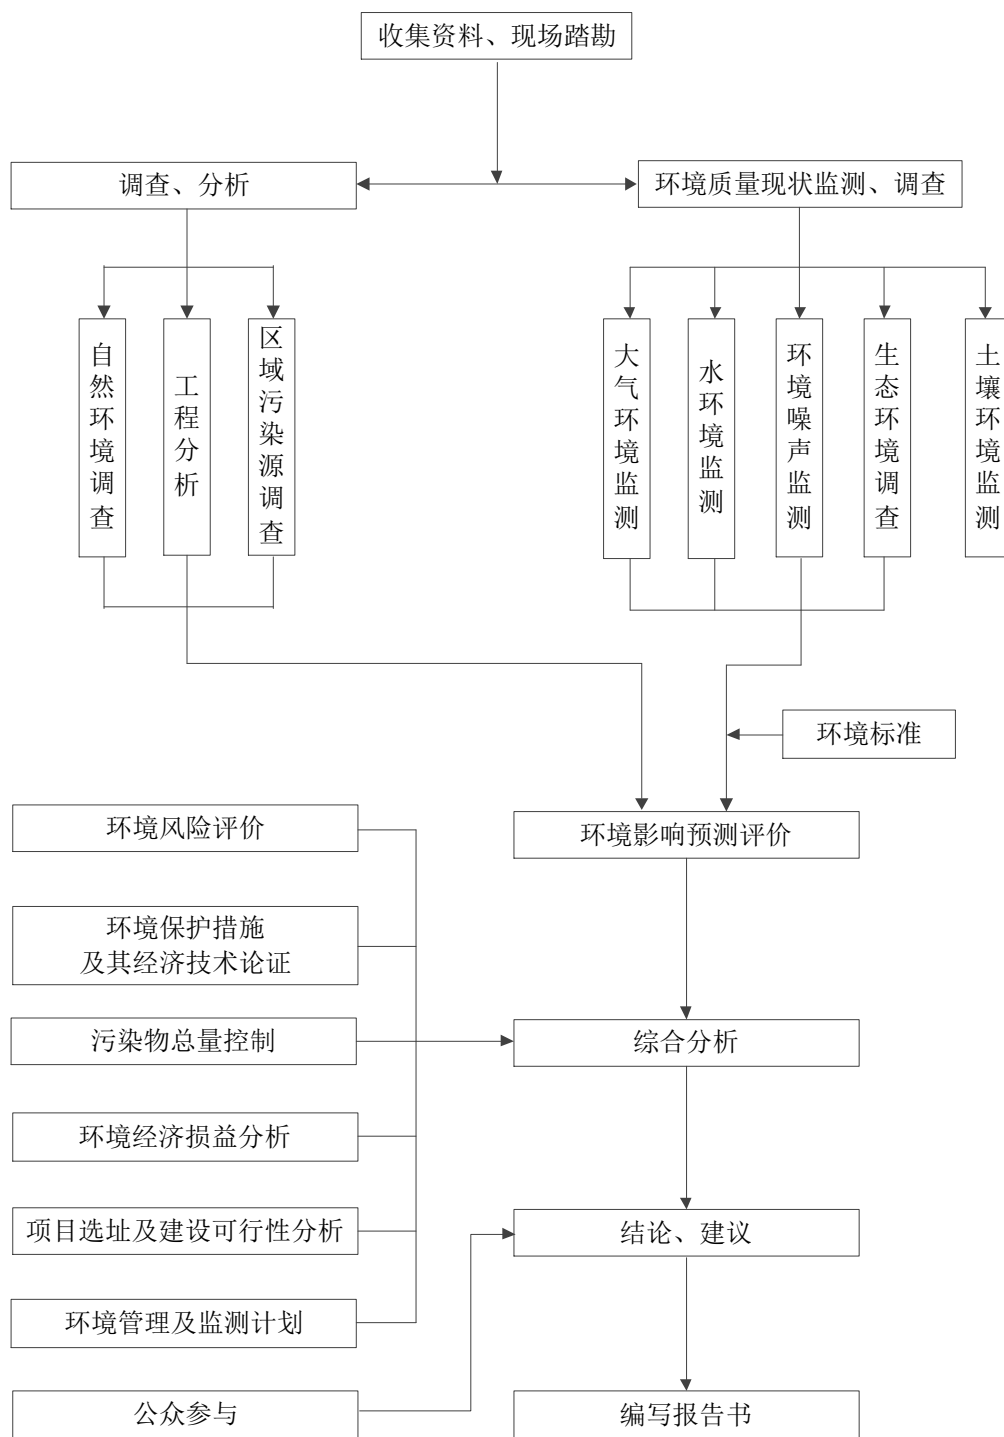 收集资料、现场踏勘
调查、分析
环境质量现状监测、调查
自然环境调查
工程分析
区域污染源调查
大气环境监测
水环境监测
环境噪声监测
生态环境调查
土壤环境监测
环境标准
环境风险评价
环境影响预测评价
环境保护措施
及其经济技术论证
污染物总量控制
综合分析
环境经济损益分析
项目选址及建设可行性分析
结论、建议
环境管理及监测计划
公众参与
编写报告书